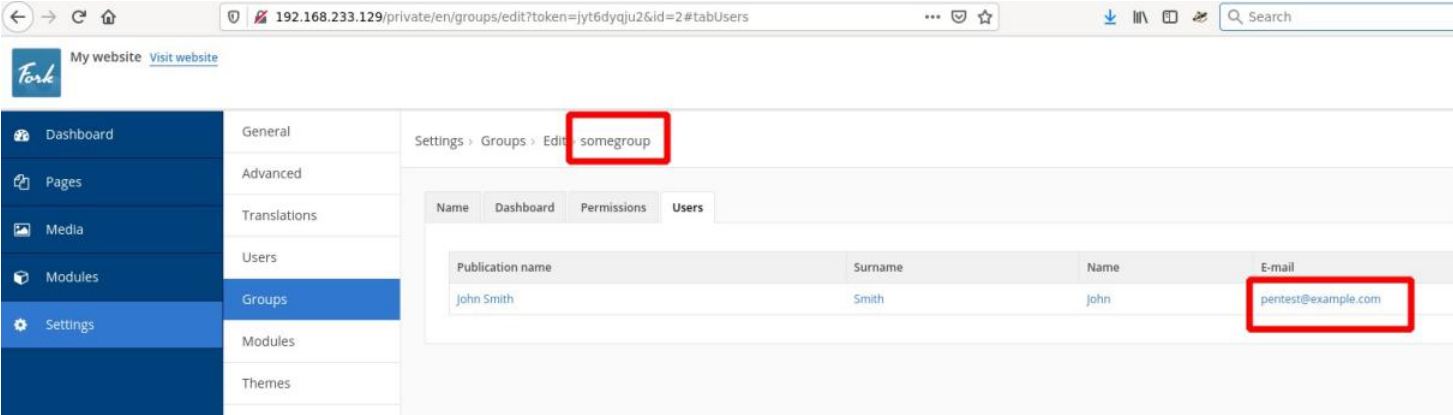 192.168.233.129/private/en/groups/edit?token=jyt6dyqju2&id=2#tabUsers
Search
Fork
My website Visit website
Dashboard
Pages
Media
Modules
Settings
General
Advanced
Translations
Users
Groups
Modules
Themes
Settings › Groups › Edit › somegroup
Name Dashboard Permissions Users
Publication name Surname Name E-mail
John Smith Smith John pentest@example.com